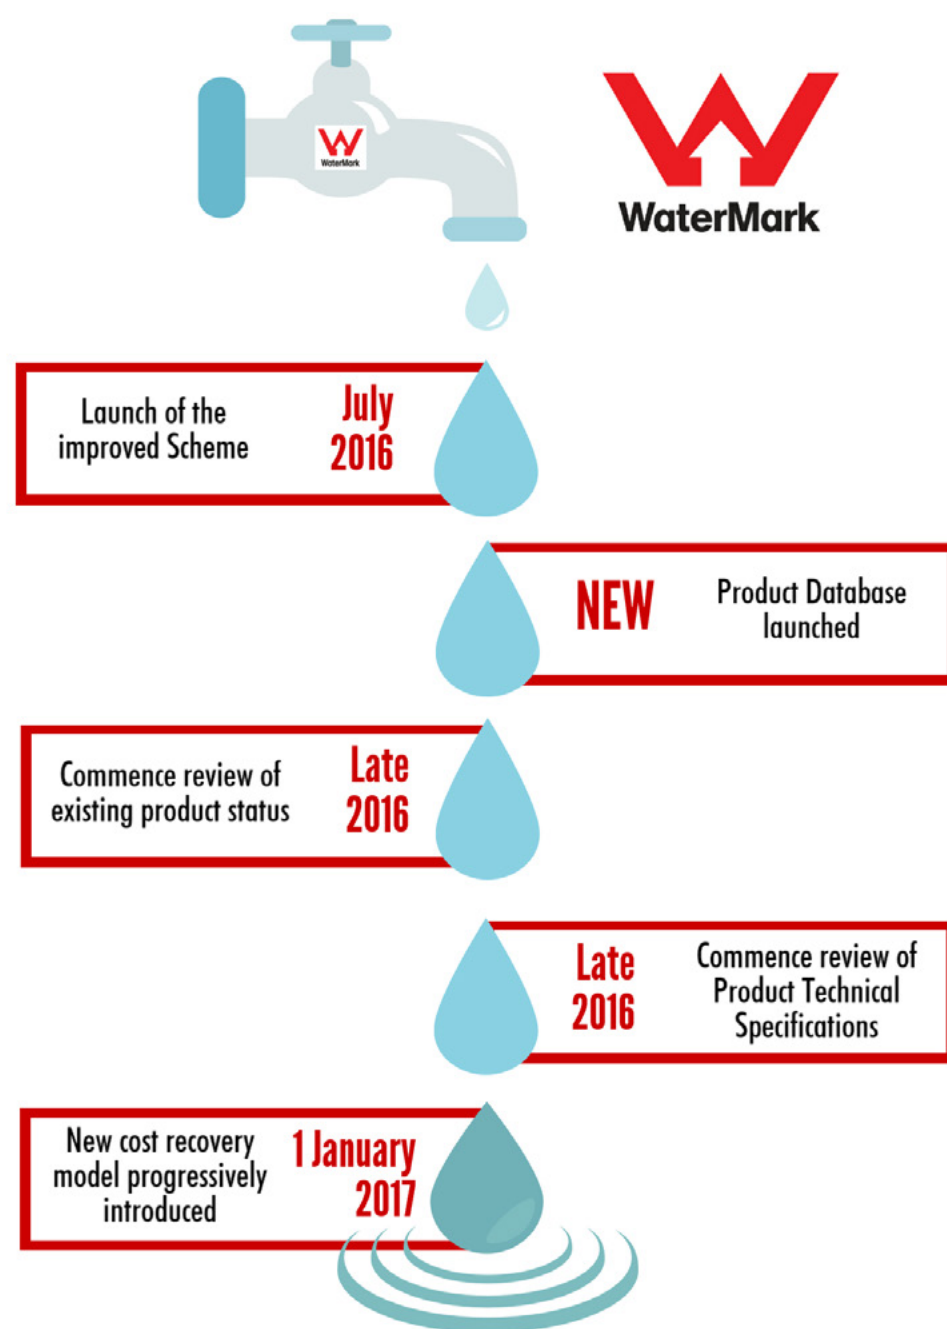 WaterMark
WaterMark
Launch of the
improved Scheme
July
2016
NEW
Product Database
launched
Commence review of
existing product status
Late
2016
Late
2016
Commence review of
Product Technical
Specifications
New cost recovery
model progressively
introduced
1 January
2017